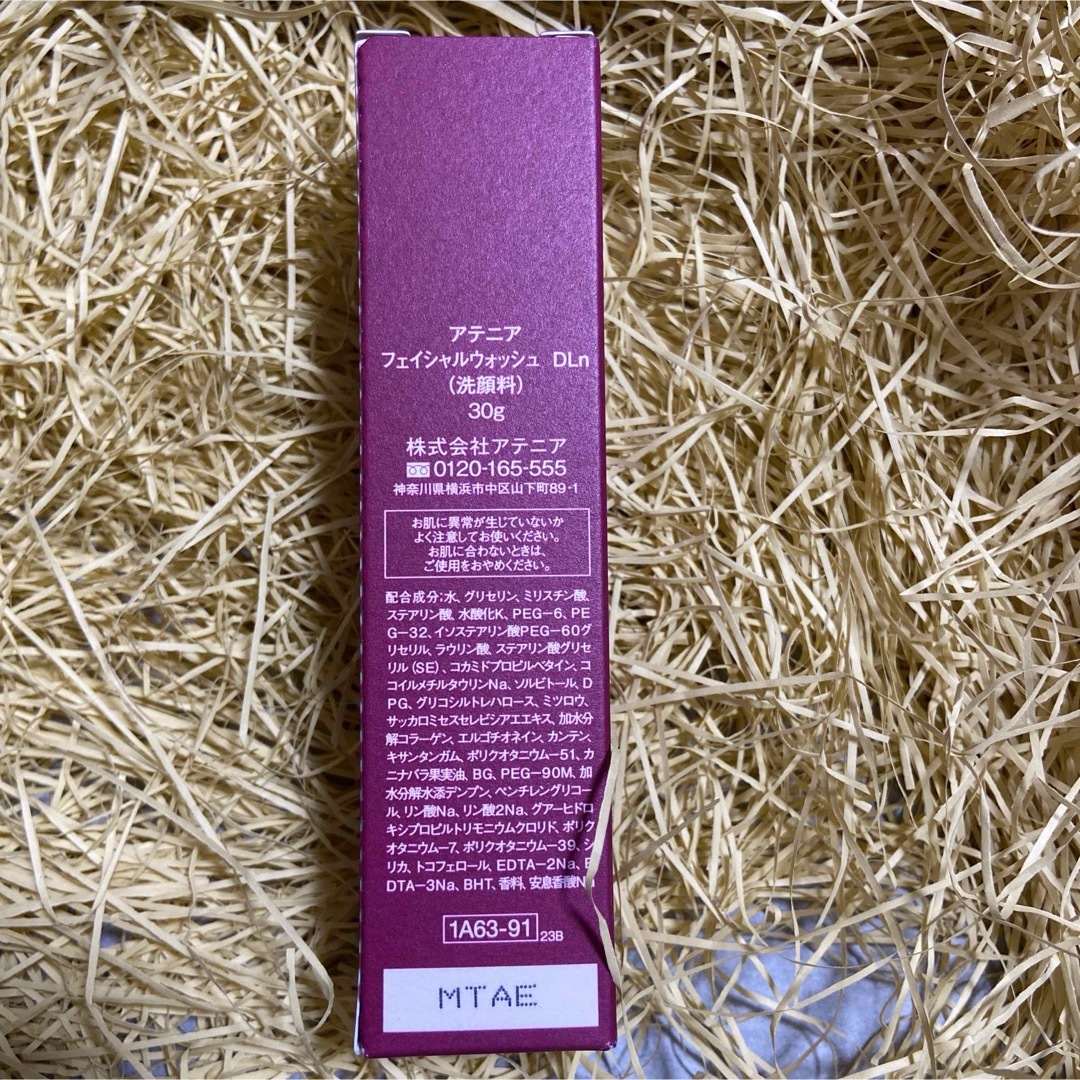 アテニア
フェイシャルウォッシュ DLn
（洗顔料）
30g
株式会社アテニア
0120-165-555
神奈川県横浜市中区山下町89-1
お肌に異常が生じていないか
よく注意してお使いください。
お肌に合わないときは、
ご使用をおやめください。
配合成分：水、グリセリン、ミリスチン酸、
ステアリン酸、水酸化K、PEG−6、PE
G−32、イソステアリン酸PEG−60グ
リセリル、ラウリン酸、ステアリン酸グリセ
リル（SE）、コカミドプロピルベタイン、コ
コイルメチルタウリンNa、ソルビトール、D
PG、グリコシルトレハロース、ミツロウ、
サッカロミセスセレビシアエエキス、加水分
解コラーゲン、エルゴチオネイン、カンテン、
キサンタンガム、ポリクオタニウム−51、カ
ニナバラ果実油、BG、PEG−90M、加
水分解水添デンプン、ペンチレングリコー
ル、リン酸Na、リン酸2Na、グアーヒドロ
キシプロピルトリモニウムクロリド、ポリク
オタニウム−7、ポリクオタニウム−39、シ
リカ、トコフェロール、EDTA−2Na、E
DTA−3Na、BHT、香料、安息香酸N
1A63-91
23B
MTAE